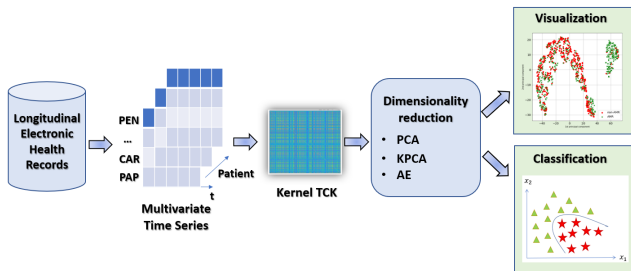 Longitudinal
Electronic
Health
Records
PEN
...
CAR
PAP
Patient
t
Multivariate
Time Series
Kernel TCK
Dimensionality
reduction
• PCA
• KPCA
• AE
Visualization
Classification
x₂
x₁